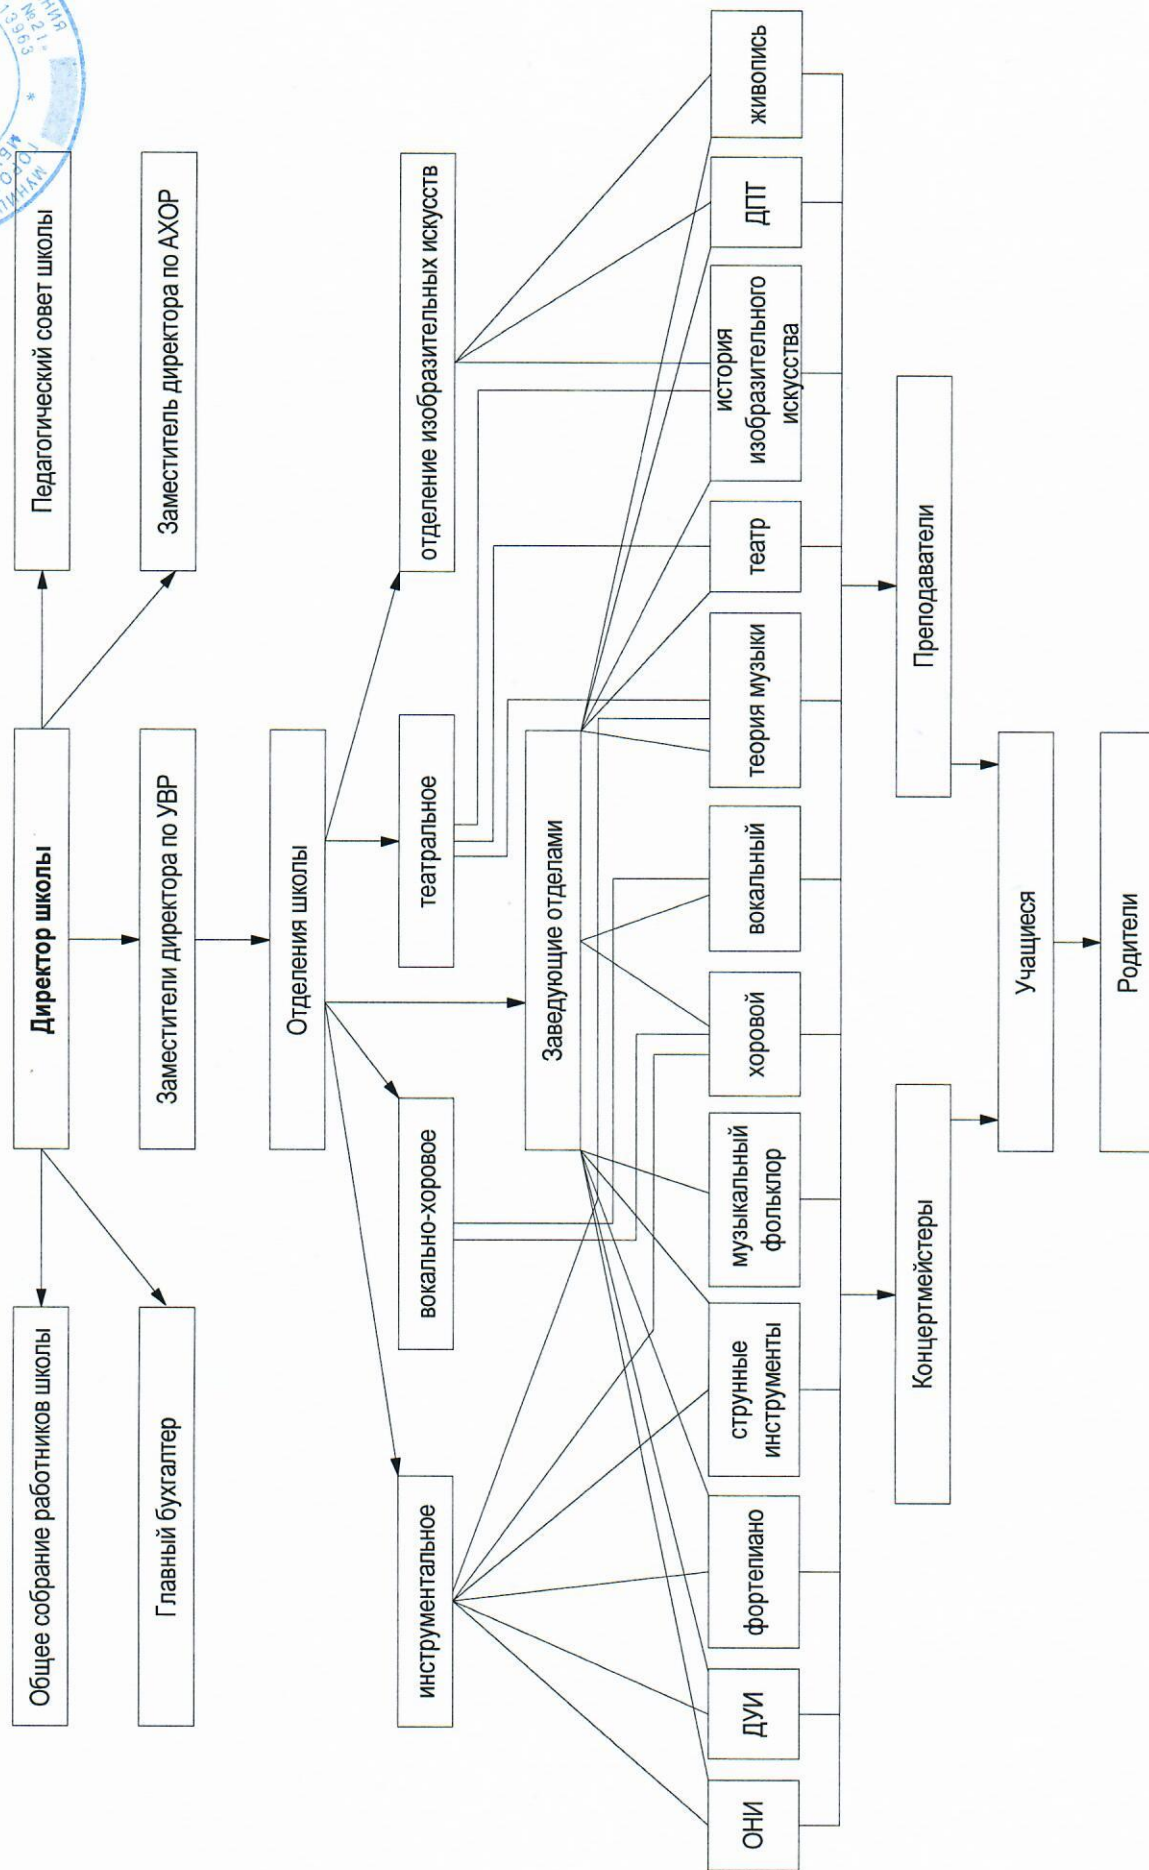 Директор школы
Общее собрание работников школы
Педагогический совет школы
Главный бухгалтер
Заместители директора по УВР
Заместитель директора по АХОР
Отделения школы
инструментальное
вокально-хоровое
театральное
отделение изобразительных искусств
Заведующие отделами
ОНИ
ДУИ
фортепиано
струнные
инструменты
музыкальный
фольклор
хоровой
вокальный
теория музыки
театр
история
изобразительного
искусства
ДПТ
живопись
Концертмейстеры
Преподаватели
Учащиеся
Родители
№21
13963